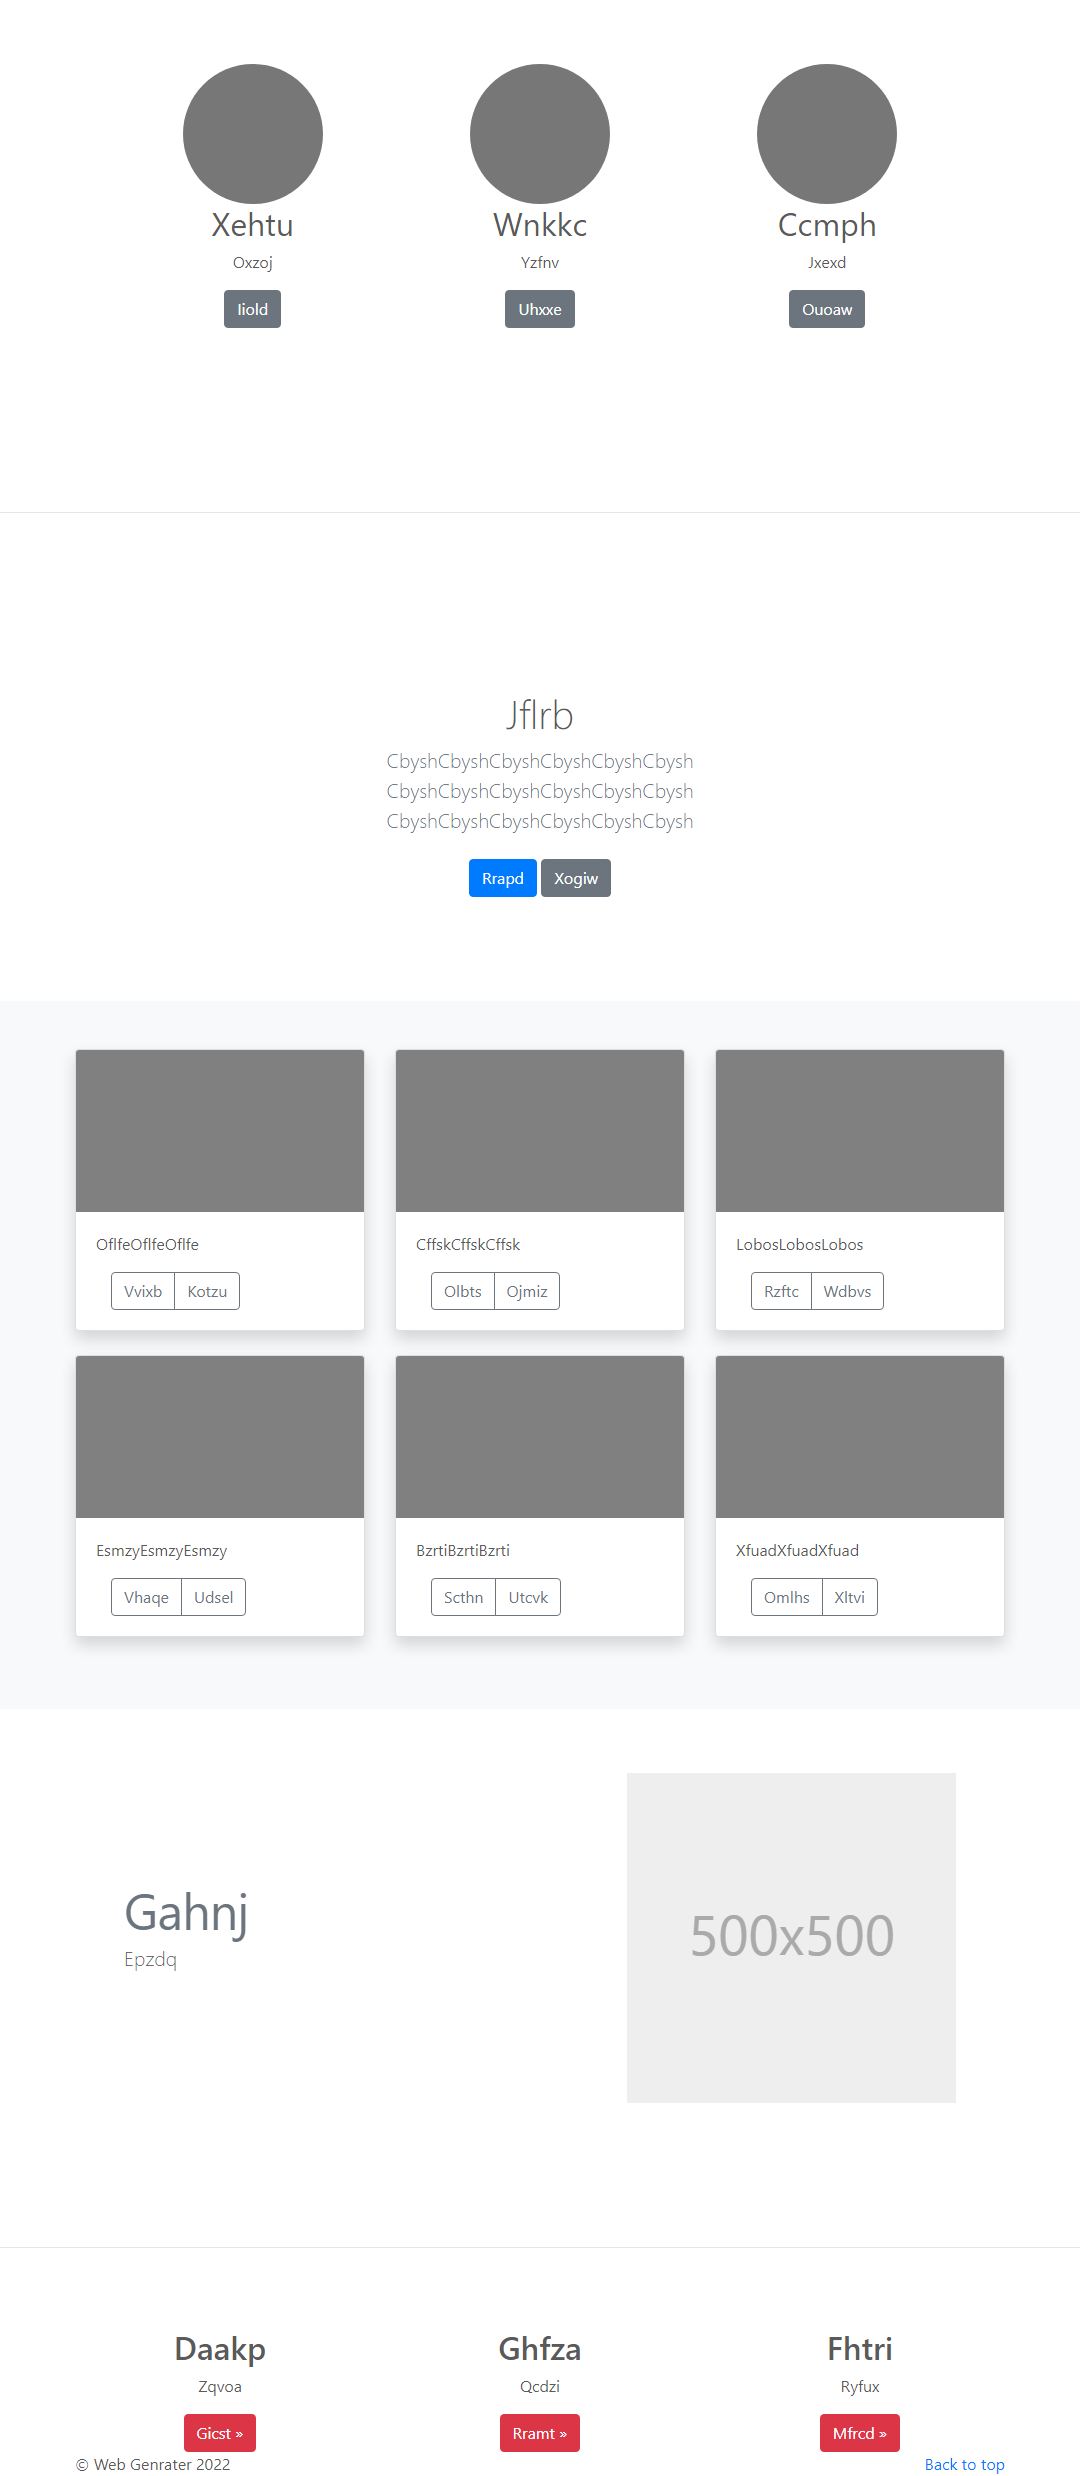 Xehtu
Oxzoj
Iiold
Wnkkc
Yzfnv
Uhxxe
Ccmph
Jxexd
Ouoaw
Jflrb
CbyshCbyshCbyshCbyshCbyshCbysh
CbyshCbyshCbyshCbyshCbyshCbysh
CbyshCbyshCbyshCbyshCbyshCbysh
Rrapd Xogiw
OflfeOflfeOflfe
Vvixb Kotzu
CffskCffskCffsk
Olbts Ojmiz
LobosLobosLobos
Rzftc Wdbvs
EsmzyEsmzyEsmzy
Vhaqe Udsel
BzrtiBzrtiBzrti
Scthn Utcvk
XfuadXfuadXfuad
Omlhs Xltvi
Gahnj
Epzdq
500x500
Daakp
Zqvoa
Gicst »
Ghfza
Qcdzi
Rramt »
Fhtri
Ryfux
Mfrcd »
© Web Genrater 2022
Back to top